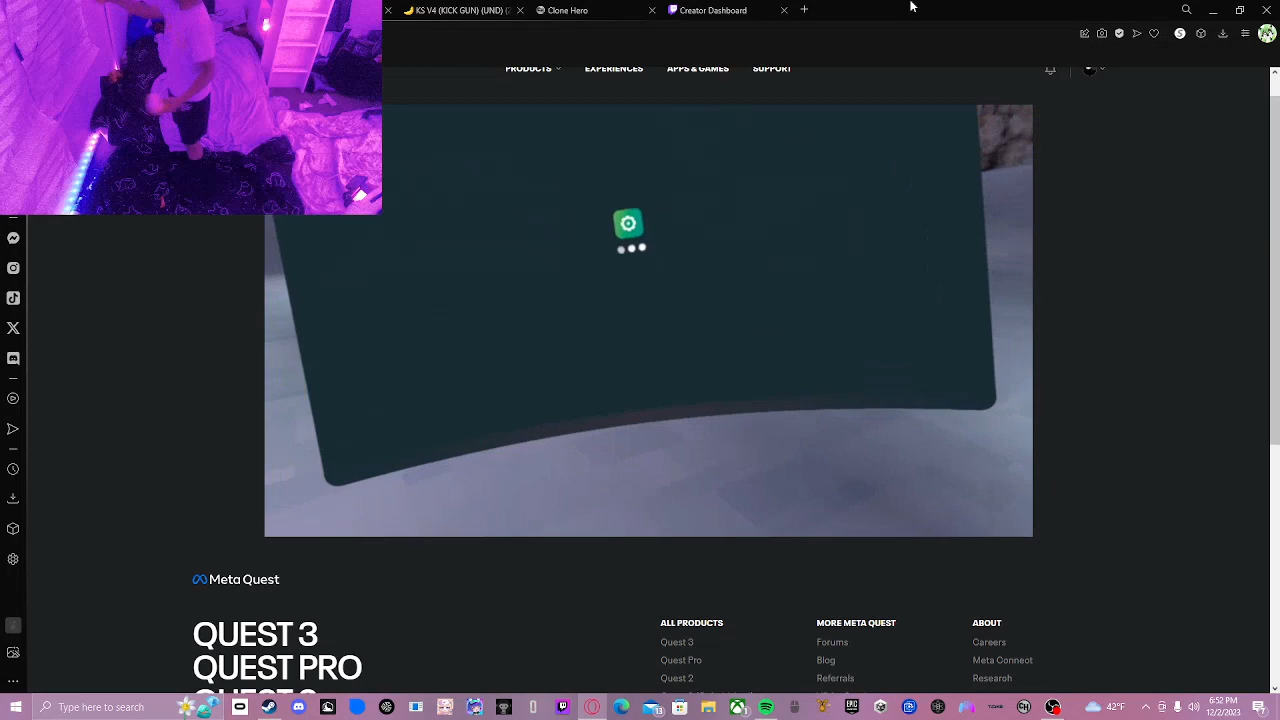 KS V4 (KICK GUN) (UND) (
Clone Hero
Creator Dashboard
PRODUCTS
EXPERIENCES
APPS & GAMES
SUPPORT
Meta Quest
QUEST 3
QUEST PRO
ALL PRODUCTS
Quest 3
Quest Pro
Quest 2
MORE META QUEST
Forums
Blog
Referrals
ABOUT
Careers
Meta Connect
Research
Type here to search
6:52 PM
12/2/2023